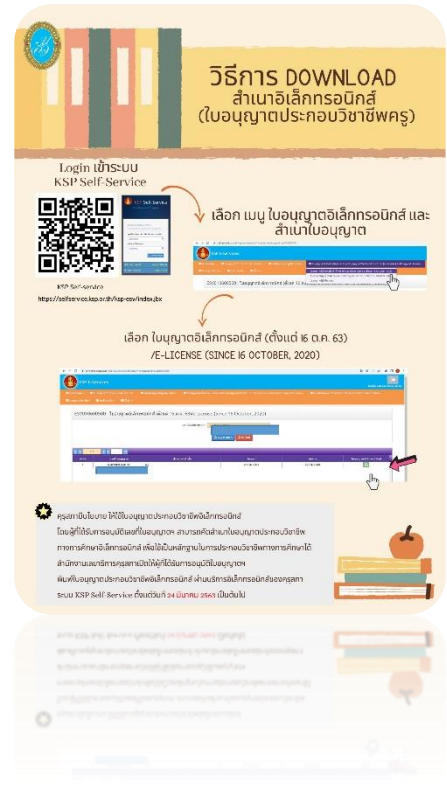 วิธีการ DOWNLOAD
สำเนาอิเล็กทรอนิกส์
(ใบอนุญาตประกอบวิชาชีพครู)
Login เข้าระบบ
KSP Self-Service
เลือก เมนู ใบอนุญาตอิเล็กทรอนิกส์ และ
สำเนาใบอนุญาต
KSP Self-service
https://selfservice.ksp.or.th/ksp-esv/index.jbx
เลือก ใบอนุญาตอิเล็กทรอนิกส์ (ตั้งแต่ 16 ต.ค. 63)
/E-LICENSE (SINCE 16 OCTOBER, 2020)
คุรุสภามีนโยบาย ให้ใช้ใบอนุญาตประกอบวิชาชีพอิเล็กทรอนิกส์
โดยผู้ที่ได้รับการอนุมัติเลขที่ใบอนุญาตฯ สามารถคัดสำเนาใบอนุญาตประกอบวิชาชีพ
ทางการศึกษาอิเล็กทรอนิกส์ เพื่อใช้เป็นหลักฐานในการประกอบวิชาชีพทางการศึกษาได้
สำนักงานเลขาธิการคุรุสภาเปิดให้ผู้ที่ได้รับการอนุมัติใบอนุญาตฯ
พิมพ์ใบอนุญาตประกอบวิชาชีพอิเล็กทรอนิกส์ ผ่านบริการอิเล็กทรอนิกส์ของคุรุสภา
ระบบ KSP Self-Service ตั้งแต่วันที่ 24 มีนาคม 2563 เป็นต้นไป